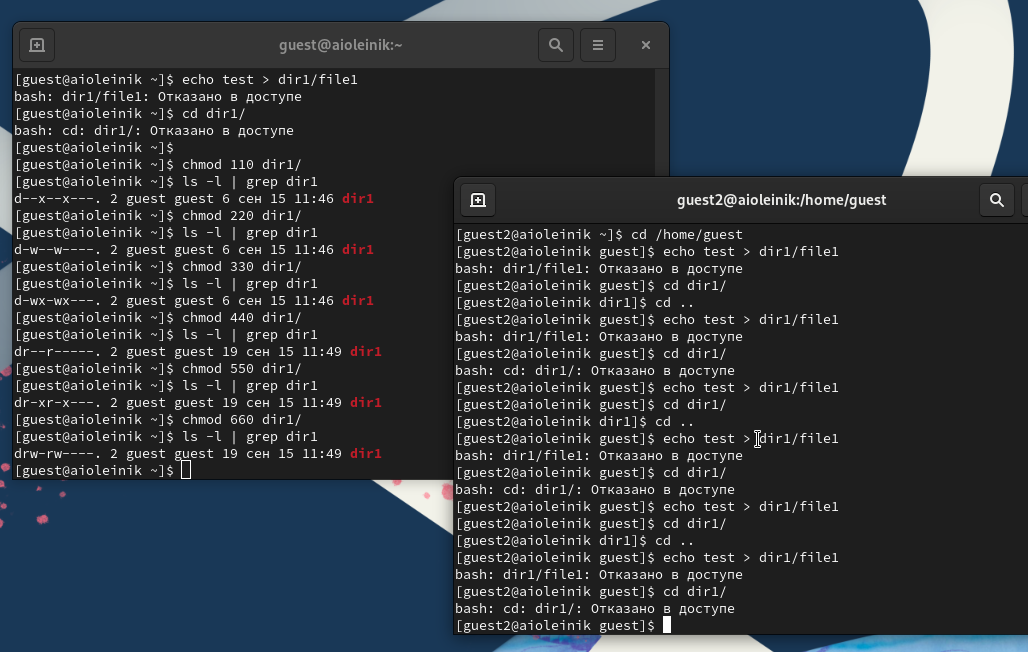 guest@aioleinik:~
[guest@aioleinik ~]$ echo test > dir1/file1
bash: dir1/file1: Отказано в доступе
[guest@aioleinik ~]$ cd dir1/
bash: cd: dir1/: Отказано в доступе
[guest@aioleinik ~]$
[guest@aioleinik ~]$ chmod 110 dir1/
[guest@aioleinik ~]$ ls -l | grep dir1
d--x--x---. 2 guest guest 6 сен 15 11:46 dir1
[guest@aioleinik ~]$ chmod 220 dir1/
[guest@aioleinik ~]$ ls -l | grep dir1
d-w--w----. 2 guest guest 6 сен 15 11:46 dir1
[guest@aioleinik ~]$ chmod 330 dir1/
[guest@aioleinik ~]$ ls -l | grep dir1
d-wx-wx---. 2 guest guest 6 сен 15 11:46 dir1
[guest@aioleinik ~]$ chmod 440 dir1/
[guest@aioleinik ~]$ ls -l | grep dir1
dr--r-----. 2 guest guest 19 сен 15 11:49 dir1
[guest@aioleinik ~]$ chmod 550 dir1/
[guest@aioleinik ~]$ ls -l | grep dir1
dr-xr-x---. 2 guest guest 19 сен 15 11:49 dir1
[guest@aioleinik ~]$ chmod 660 dir1/
[guest@aioleinik ~]$ ls -l | grep dir1
drw-rw----. 2 guest guest 19 сен 15 11:49 dir1
[guest@aioleinik ~]$
guest2@aioleinik:/home/guest
[guest2@aioleinik ~]$ cd /home/guest
[guest2@aioleinik guest]$ echo test > dir1/file1
bash: dir1/file1: Отказано в доступе
[guest2@aioleinik guest]$ cd dir1/
[guest2@aioleinik dir1]$ cd ..
[guest2@aioleinik guest]$ echo test > dir1/file1
bash: dir1/file1: Отказано в доступе
[guest2@aioleinik guest]$ cd dir1/
bash: cd: dir1/: Отказано в доступе
[guest2@aioleinik guest]$ echo test > dir1/file1
[guest2@aioleinik guest]$ cd dir1/
[guest2@aioleinik dir1]$ cd ..
[guest2@aioleinik guest]$ echo test > dir1/file1
bash: dir1/file1: Отказано в доступе
[guest2@aioleinik guest]$ cd dir1/
bash: cd: dir1/: Отказано в доступе
[guest2@aioleinik guest]$ echo test > dir1/file1
[guest2@aioleinik guest]$ cd dir1/
[guest2@aioleinik dir1]$ cd ..
[guest2@aioleinik guest]$ echo test > dir1/file1
bash: dir1/file1: Отказано в доступе
[guest2@aioleinik guest]$ cd dir1/
bash: cd: dir1/: Отказано в доступе
[guest2@aioleinik guest]$